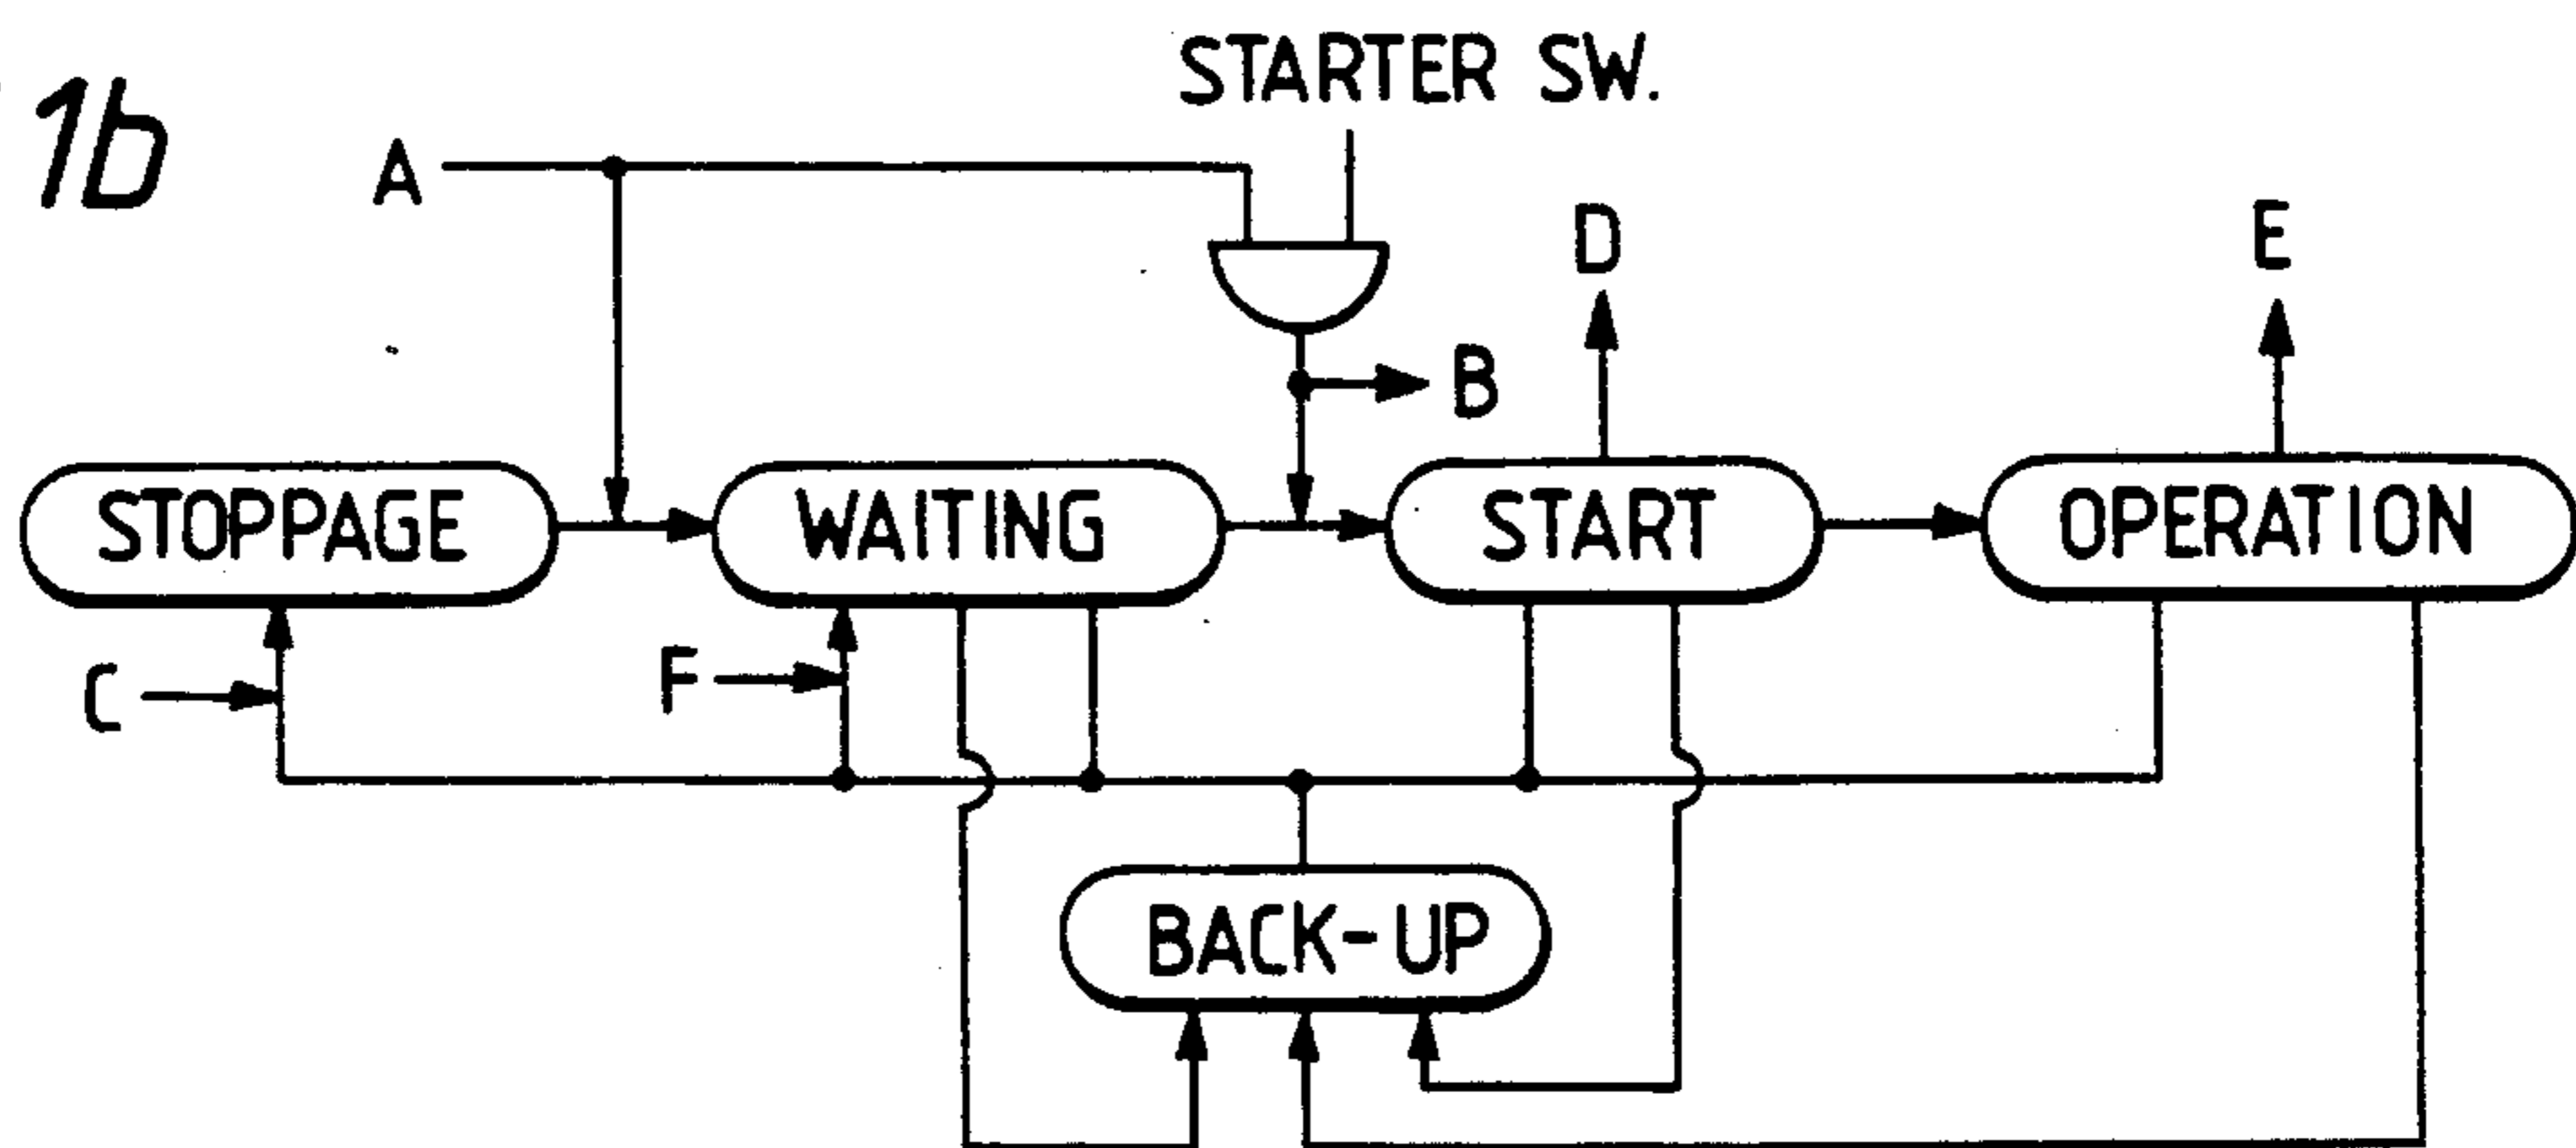 1b
STARTER SW.
A
D
E
B
STOPPAGE
WAITING
START
OPERATION
C
F
BACK-UP